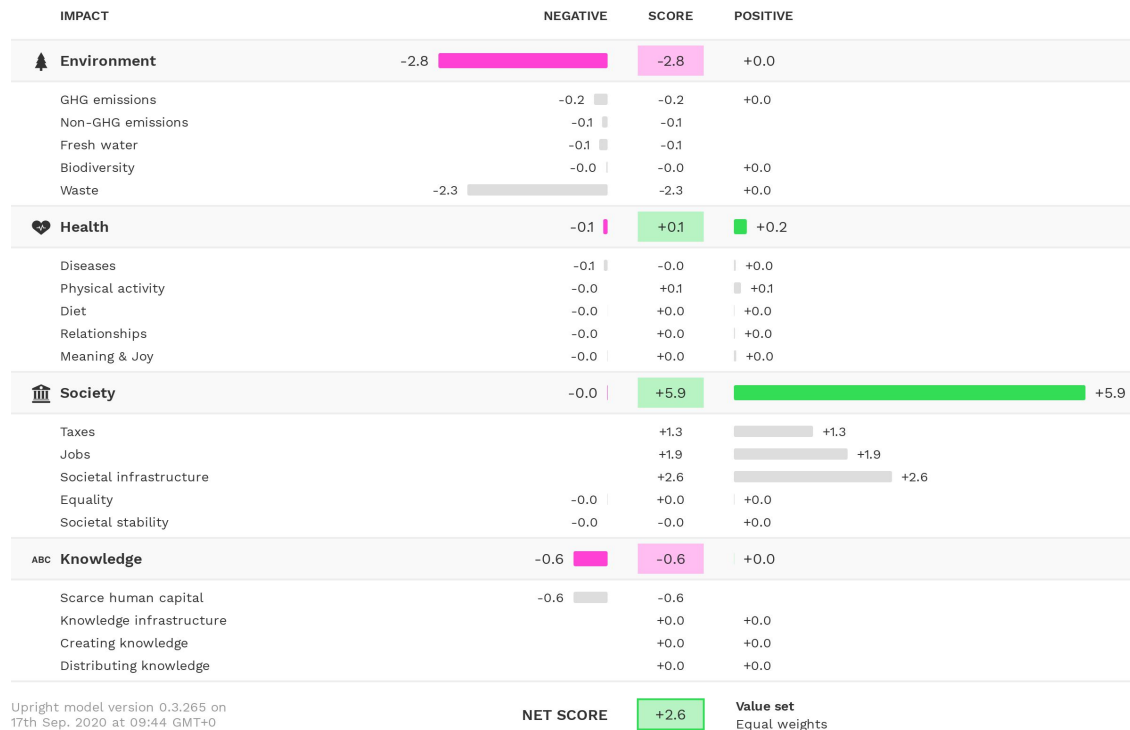 IMPACT NEGATIVE SCORE POSITIVE
Environment -2.8 -2.8 +0.0
GHG emissions -0.2 -0.2 +0.0
Non-GHG emissions -0.1 -0.1
Fresh water -0.1 -0.1
Biodiversity -0.0 -0.0 +0.0
Waste -2.3 -2.3 +0.0
Health -0.1 +0.1 +0.2
Diseases -0.1 -0.0 +0.0
Physical activity -0.0 +0.1 +0.1
Diet -0.0 +0.0 +0.0
Relationships -0.0 +0.0 +0.0
Meaning & Joy -0.0 +0.0 +0.0
Society -0.0 +5.9 +5.9
Taxes +1.3 +1.3
Jobs +1.9 +1.9
Societal infrastructure +2.6 +2.6
Equality -0.0 +0.0 +0.0
Societal stability -0.0 -0.0 +0.0
ABC Knowledge -0.6 -0.6 +0.0
Scarce human capital -0.6 -0.6
Knowledge infrastructure +0.0 +0.0
Creating knowledge +0.0 +0.0
Distributing knowledge +0.0 +0.0
Upright model version 0.3.265 on
17th Sep. 2020 at 09:44 GMT+0
NET SCORE +2.6
Value set
Equal weights